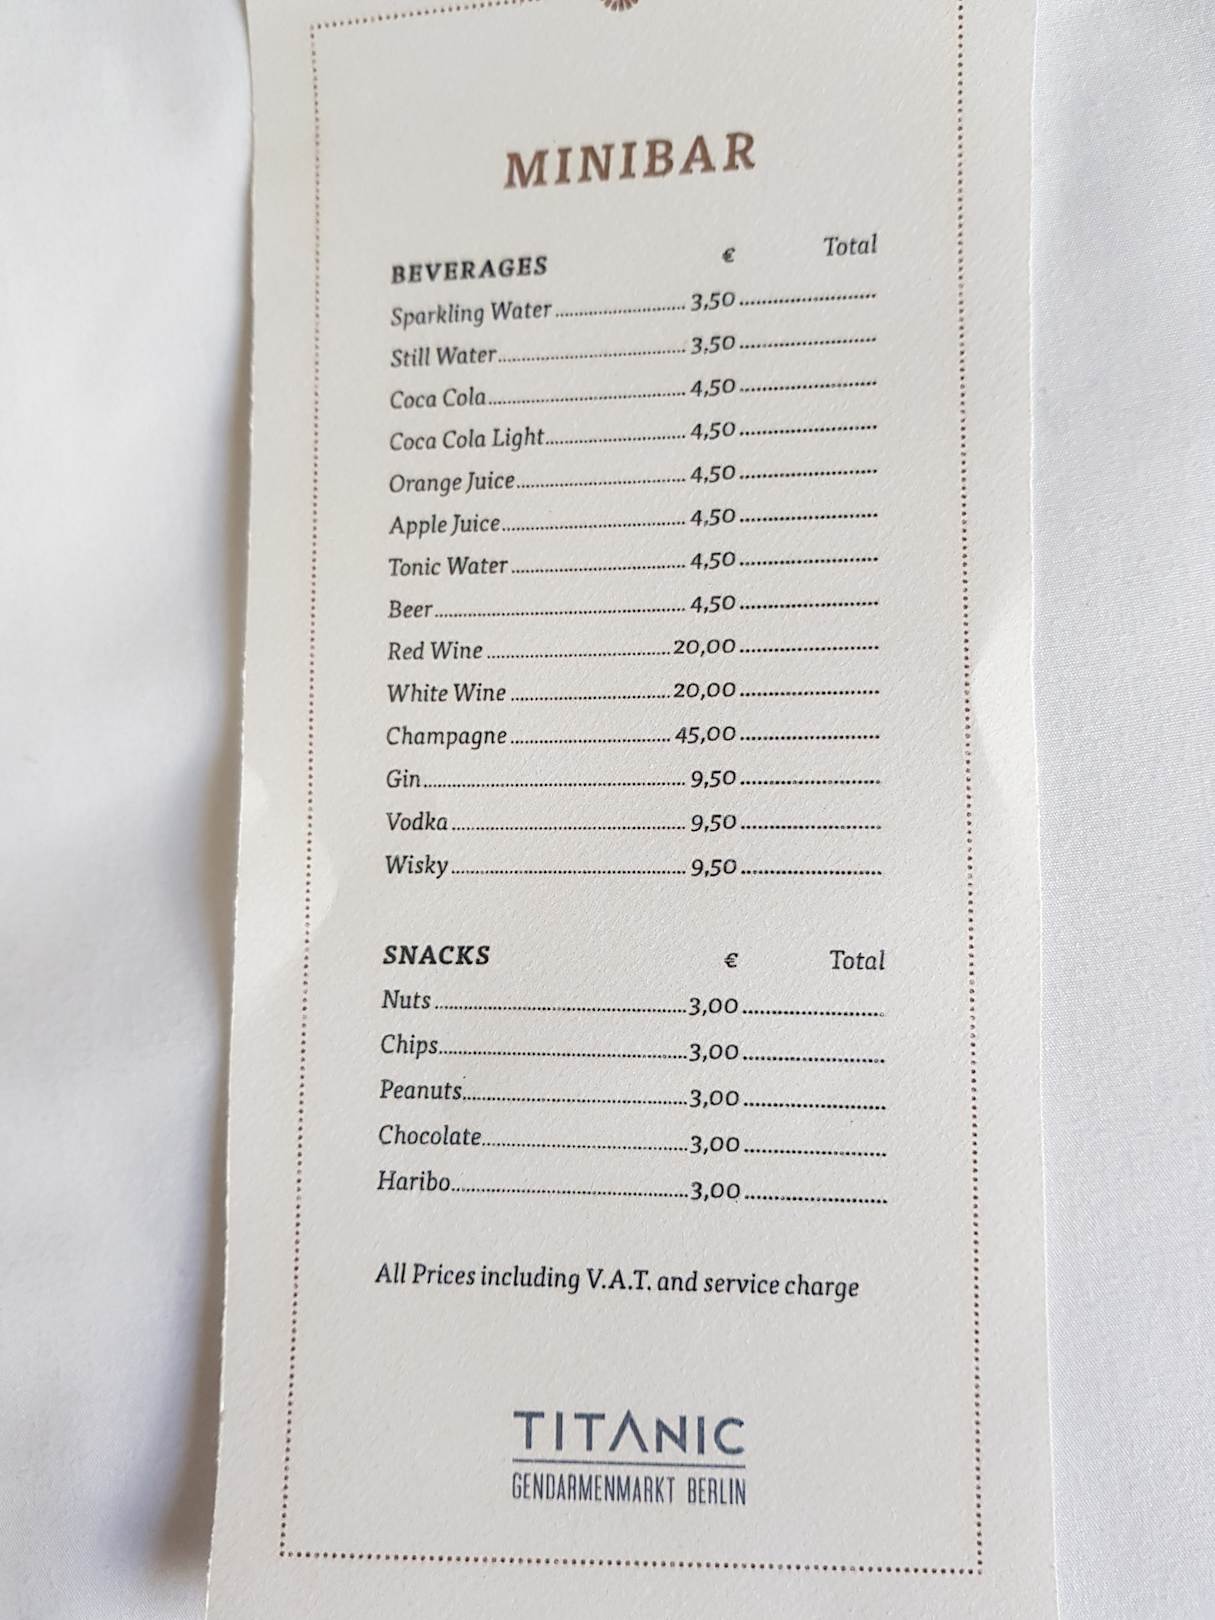 MINIBAR
BEVERAGES € Total
Sparkling Water 3,50
Still Water 3,50
Coca Cola 4,50
Coca Cola Light 4,50
Orange Juice 4,50
Apple Juice 4,50
Tonic Water 4,50
Beer 4,50
Red Wine 20,00
White Wine 20,00
Champagne 45,00
Gin 9,50
Vodka 9,50
Wisky 9,50
SNACKS € Total
Nuts 3,00
Chips 3,00
Peanuts 3,00
Chocolate 3,00
Haribo 3,00
All Prices including V.A.T. and service charge
TITANIC
GENDARMENMARKT BERLIN